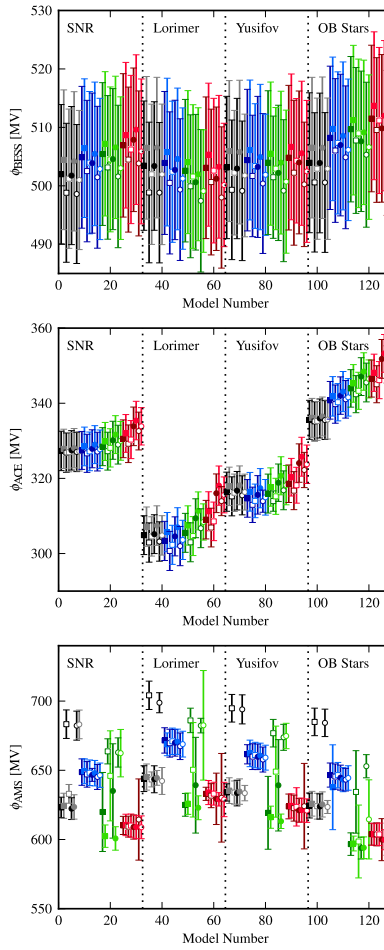 530
520
510
500
490
ϕBESS [MV]
SNR
Lorimer
Yusifov
OB Stars
0 20 40 60 80 100 120
Model Number
360
340
320
300
ϕACE [MV]
SNR
Lorimer
Yusifov
OB Stars
0 20 40 60 80 100 120
Model Number
700
650
600
550
ϕAMS [MV]
SNR
Lorimer
Yusifov
OB Stars
0 20 40 60 80 100 120
Model Number